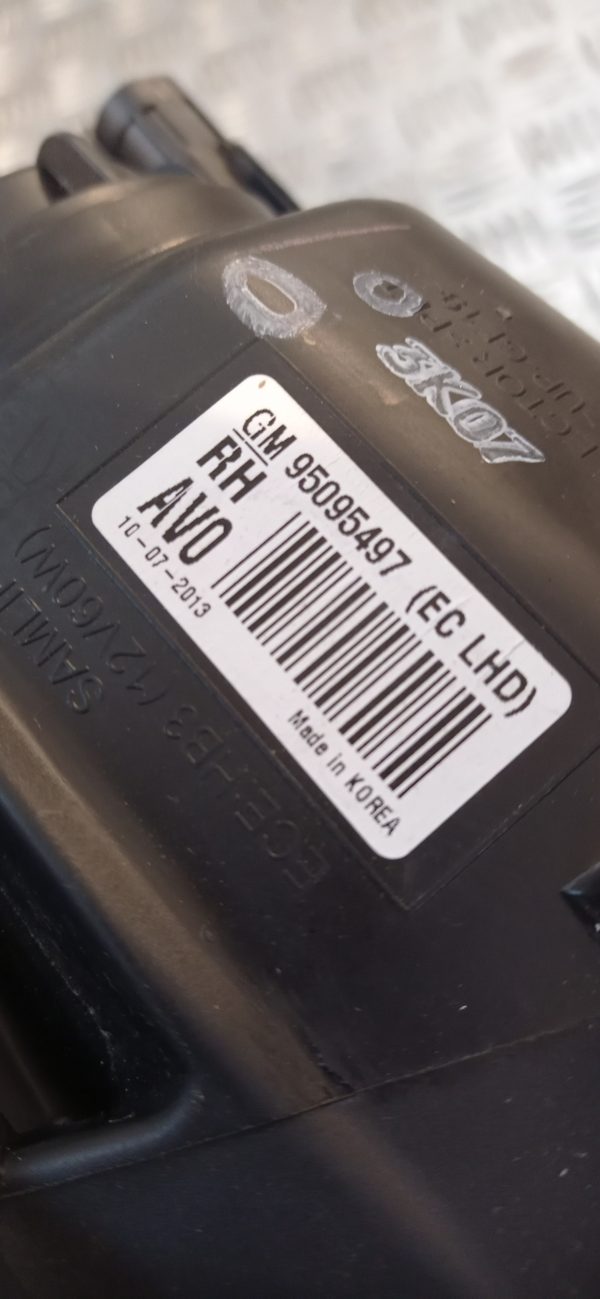 3K07
GM 95095497 (EC LHD)
RH
AVO
10-07-2013
Made in KOREA
(12V60W)